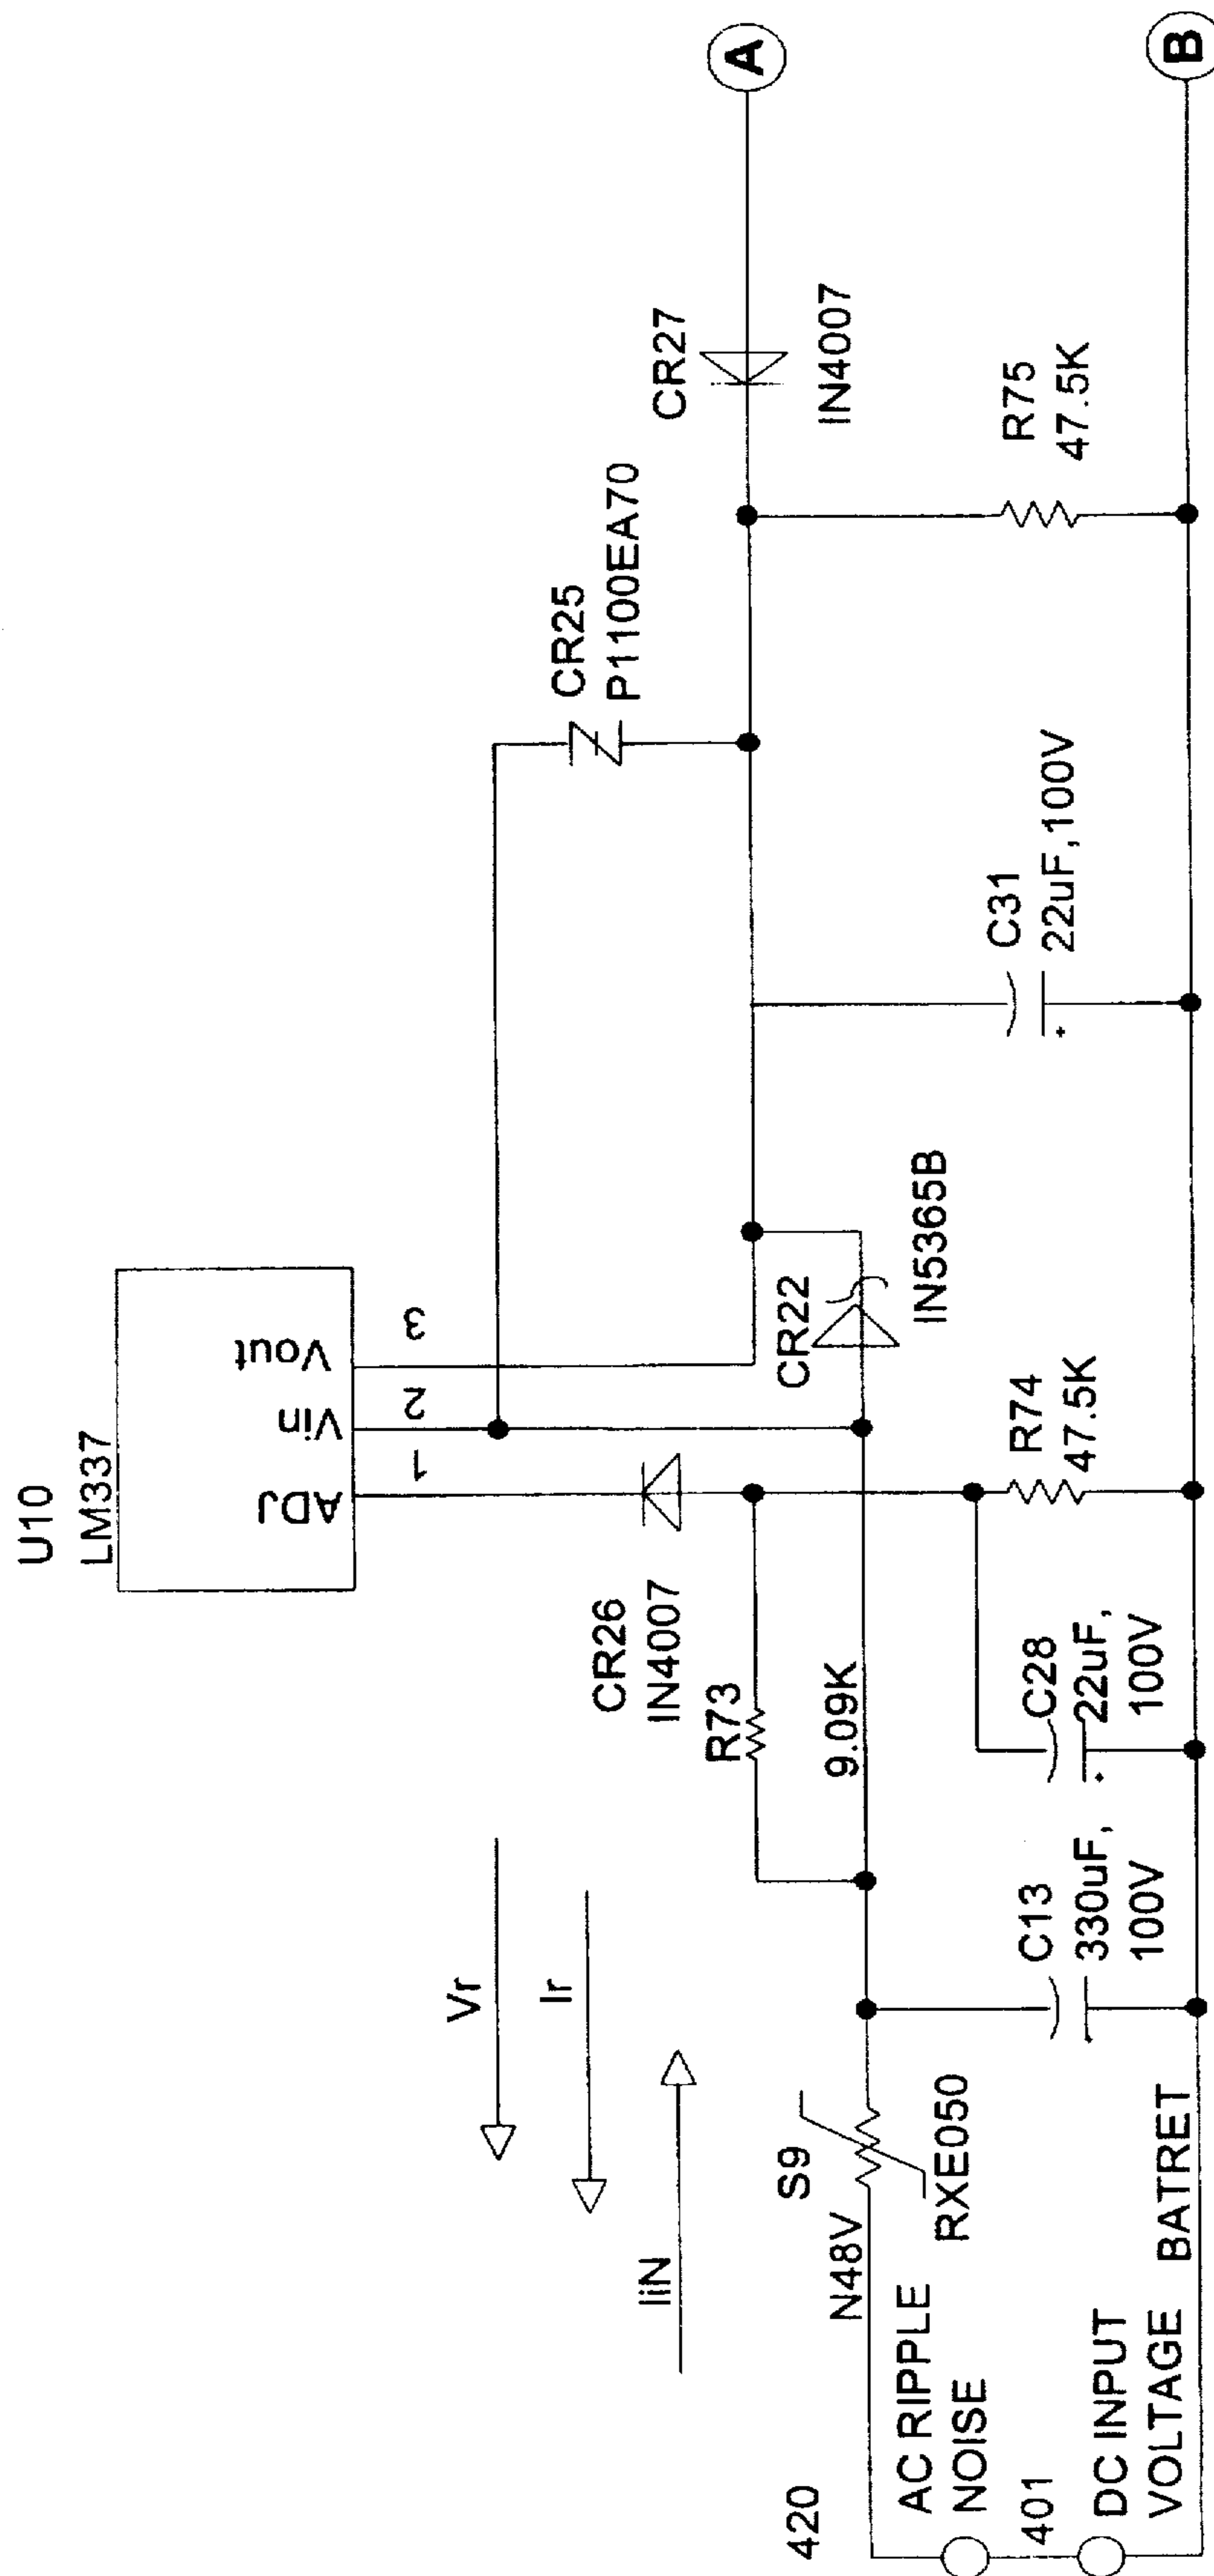 U10
LM337
ADJ
Vin
Vout
1
2
3
CR26
IN4007
R73
9.09K
CR25
P1100EA70
CR27
IN4007
A
B
CR22
IN5365B
R74
47.5K
R75
47.5K
C31
22uF,100V
C28
22uF,
100V
C13
330uF,
100V
Vr
Ir
IiN
S9
RXE050
N48V
420
AC RIPPLE
NOISE
401
DC INPUT
VOLTAGE
BATRET